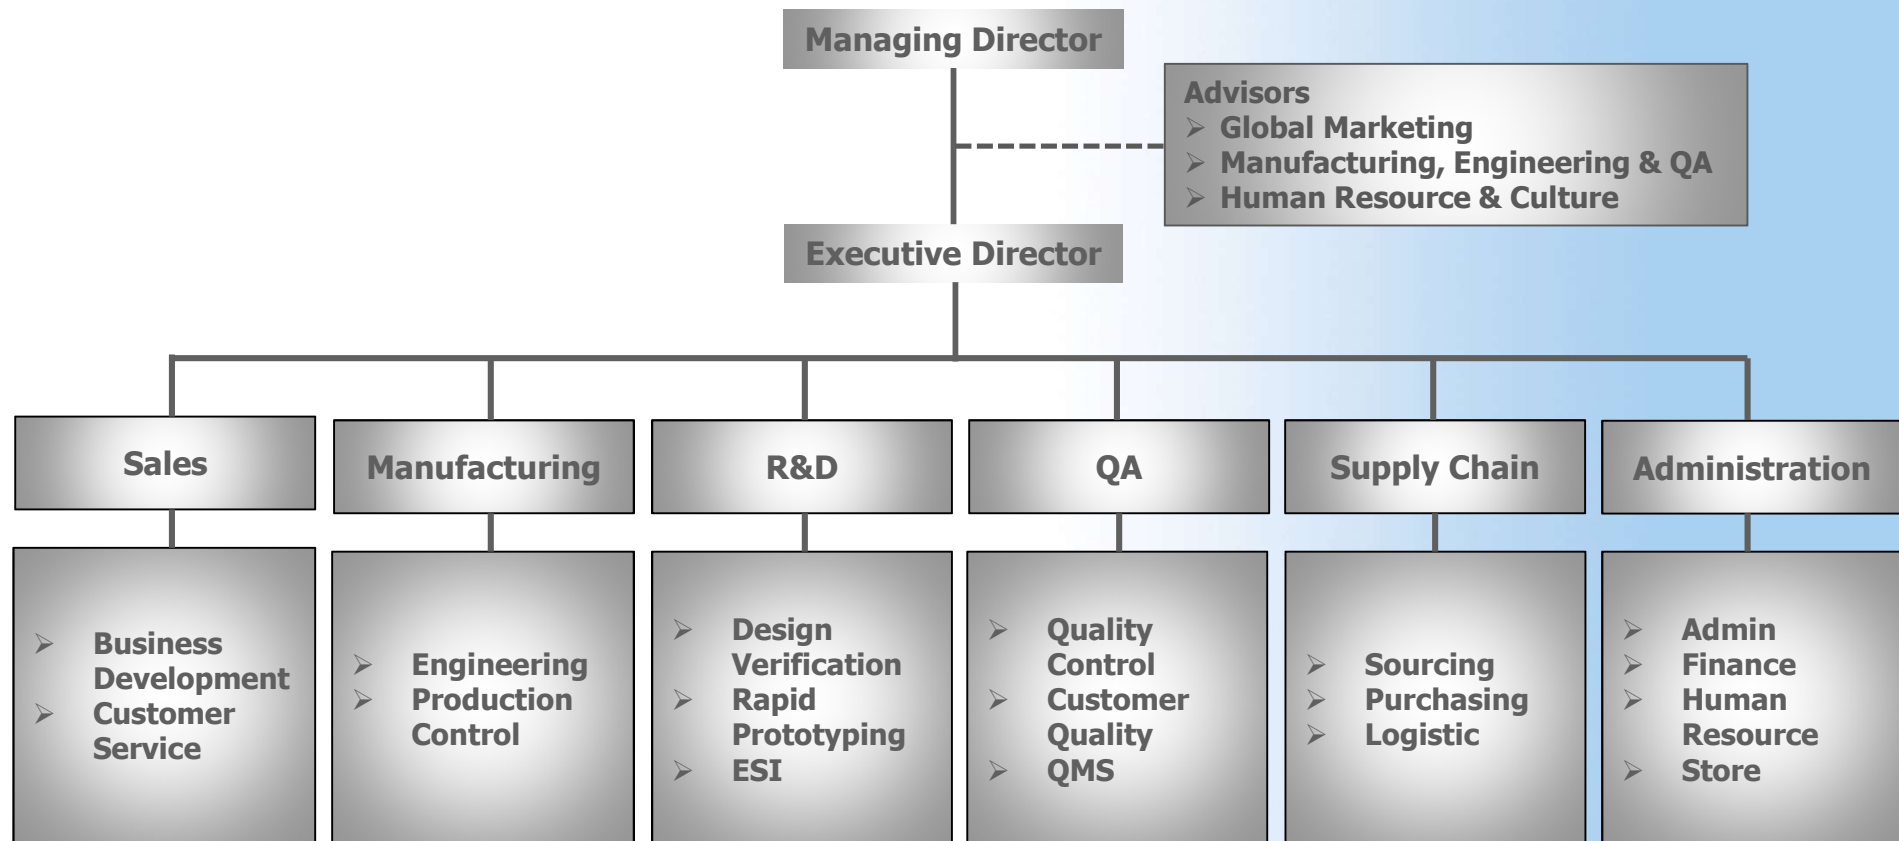 Managing Director
Advisors
➢ Global Marketing
➢ Manufacturing, Engineering & QA
➢ Human Resource & Culture
Executive Director
Sales
Manufacturing
R&D
QA
Supply Chain
Administration
➢ Business
Development
➢ Customer
Service
➢ Engineering
➢ Production
Control
➢ Design
Verification
➢ Rapid
Prototyping
➢ ESI
➢ Quality
Control
➢ Customer
Quality
➢ QMS
➢ Sourcing
➢ Purchasing
➢ Logistic
➢ Admin
➢ Finance
➢ Human
Resource
➢ Store